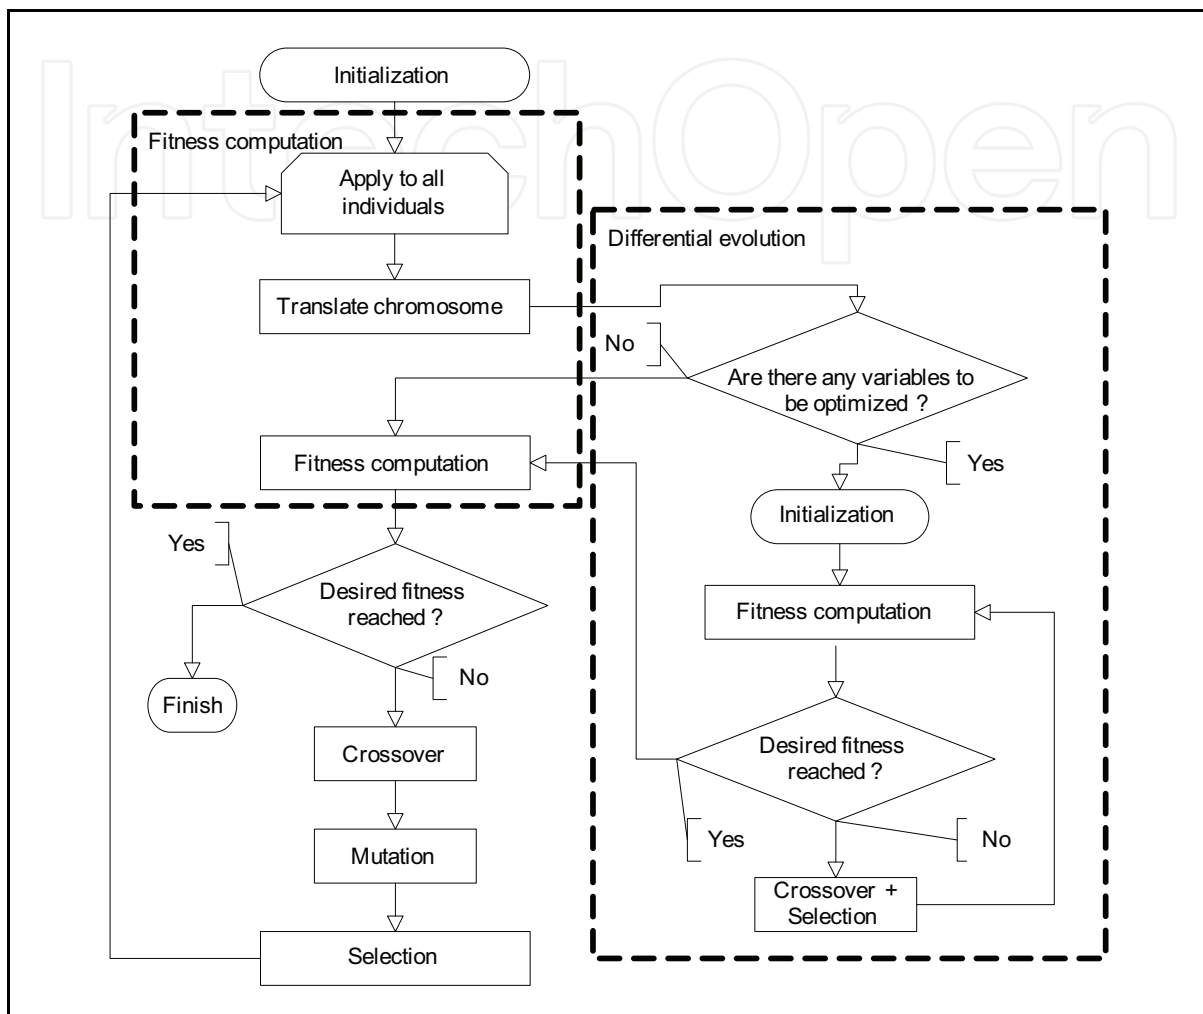 IntechOpen
Initialization
Fitness computation
Apply to all
individuals
Translate chromosome
Differential evolution
No
Are there any variables to
be optimized ?
Fitness computation
Yes
Initialization
Yes
Desired fitness
reached ?
No
Finish
Crossover
Mutation
Selection
Fitness computation
Desired fitness
reached ?
Yes
No
Crossover +
Selection